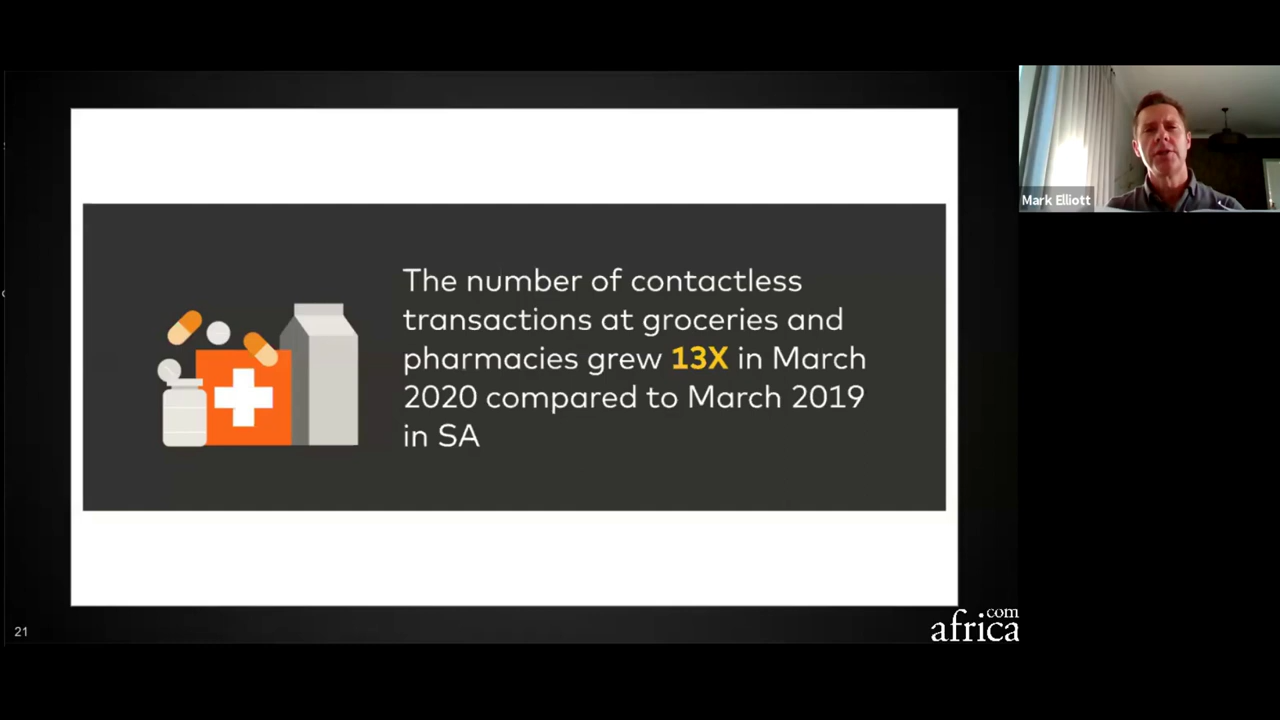 The number of contactless
transactions at groceries and
pharmacies grew 13X in March
2020 compared to March 2019
in SA
Mark Elliott
21
africa.com